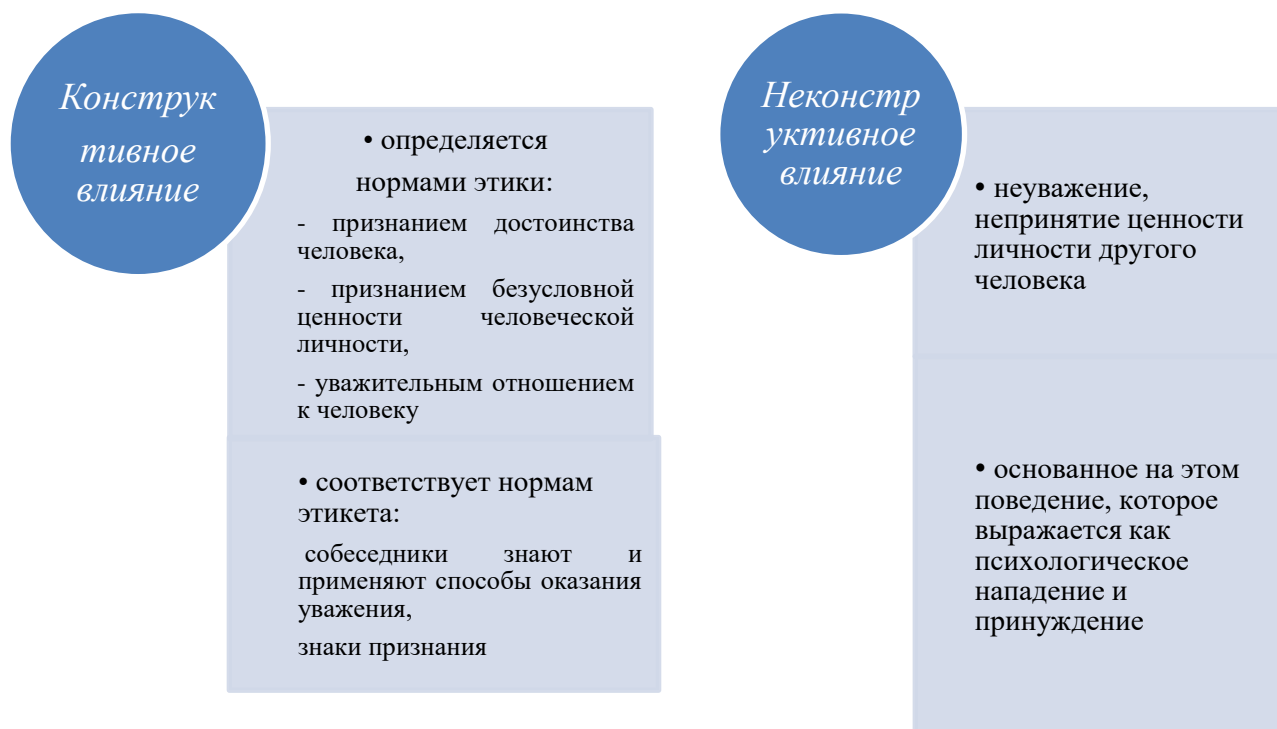 Конструк
тивное
влияние
• определяется
нормами этики:
- признанием достоинства
человека,
- признанием безусловной
ценности человеческой
личности,
- уважительным отношением
к человеку
• соответствует нормам
этикета:
собеседники знают и
применяют способы оказания
уважения,
знаки признания
Неконстр
уктивное
влияние
• неуважение,
непринятие ценности
личности другого
человека
• основанное на этом
поведение, которое
выражается как
психологическое
нападение и
принуждение